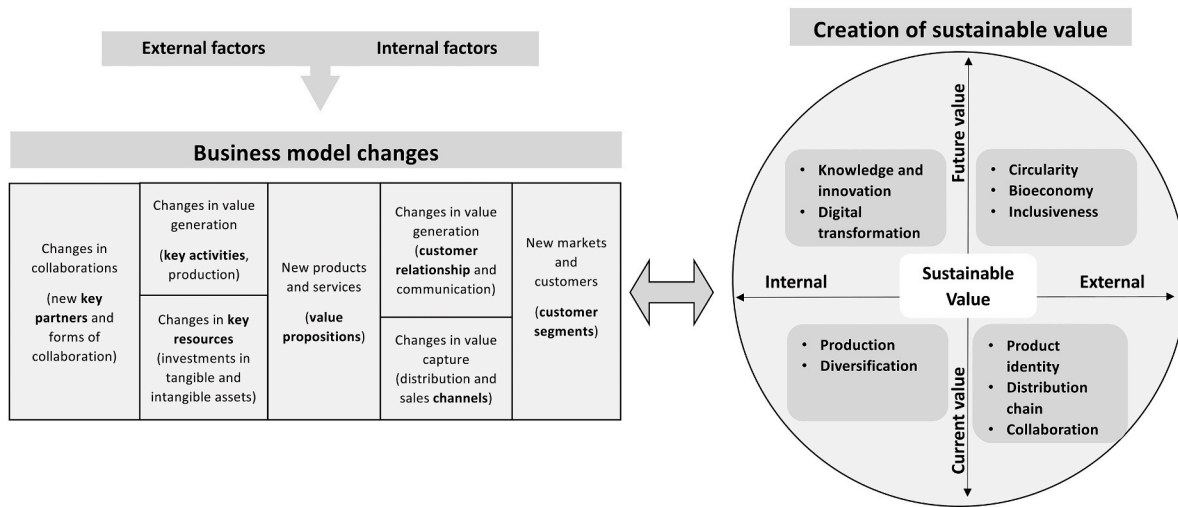 External factors
Internal factors
Business model changes
Changes in
collaborations
(new key
partners and
forms of
collaboration)
Changes in value
generation
(key activities,
production)
Changes in key
resources
(investments in
tangible and
intangible assets)
New products
and services
(value
propositions)
Changes in value
generation
(customer
relationship and
communication)
Changes in value
capture
(distribution and
sales channels)
New markets
and
customers
(customer
segments)
Creation of sustainable value
Future value
• Knowledge and
innovation
• Digital
transformation
• Circularity
• Bioeconomy
• Inclusiveness
Internal
Sustainable
Value
External
• Production
• Diversification
• Product
identity
• Distribution
chain
• Collaboration
Current value